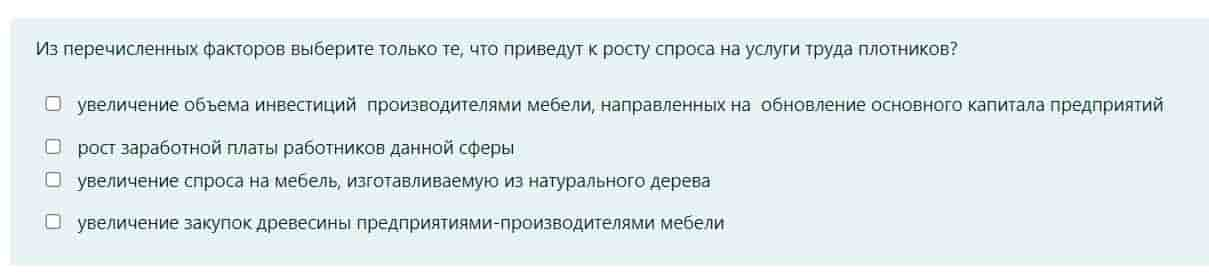 Из перечисленных факторов выберите только те, что приведут к росту спроса на услуги труда плотников?
увеличение объема инвестиций производителями мебели, направленных на обновление основного капитала предприятий
рост заработной платы работников данной сферы
увеличение спроса на мебель, изготавливаемую из натурального дерева
увеличение закупок древесины предприятиями-производителями мебели